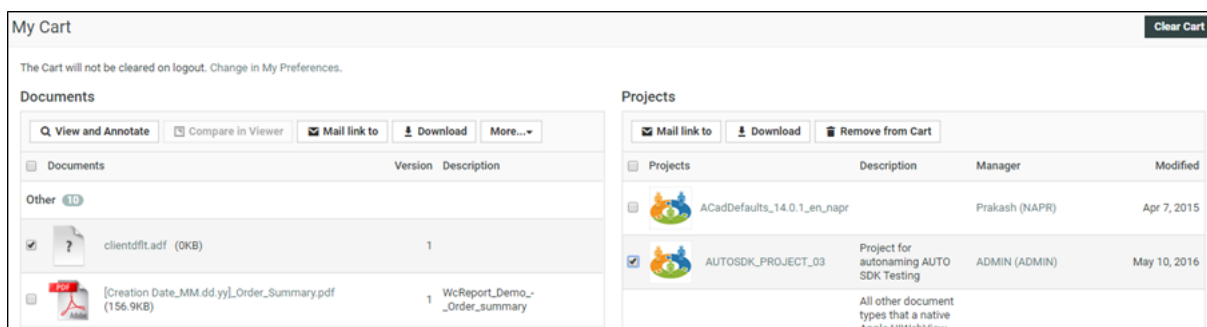 My Cart
Clear Cart
The Cart will not be cleared on logout. Change in My Preferences.
Documents
View and Annotate Compare in Viewer Mail link to Download More...
Documents Version Description
Other 10
? clientdflt.adf (0KB) 1
PDF
Adobe
[Creation Date_MM.dd.yy]_Order_Summary.pdf
(156.9KB)
1
WcReport_Demo_-
_Order_summary
Projects
Mail link to Download Remove from Cart
Projects Description Manager Modified
ACadDefaults_14.0.1_en_napr Prakash (NAPR) Apr 7, 2015
AUTOSDK_PROJECT_03
Project for
autonaming AUTO
SDK Testing
ADMIN (ADMIN) May 10, 2016
All other document
types that a native
Apple UIWebView